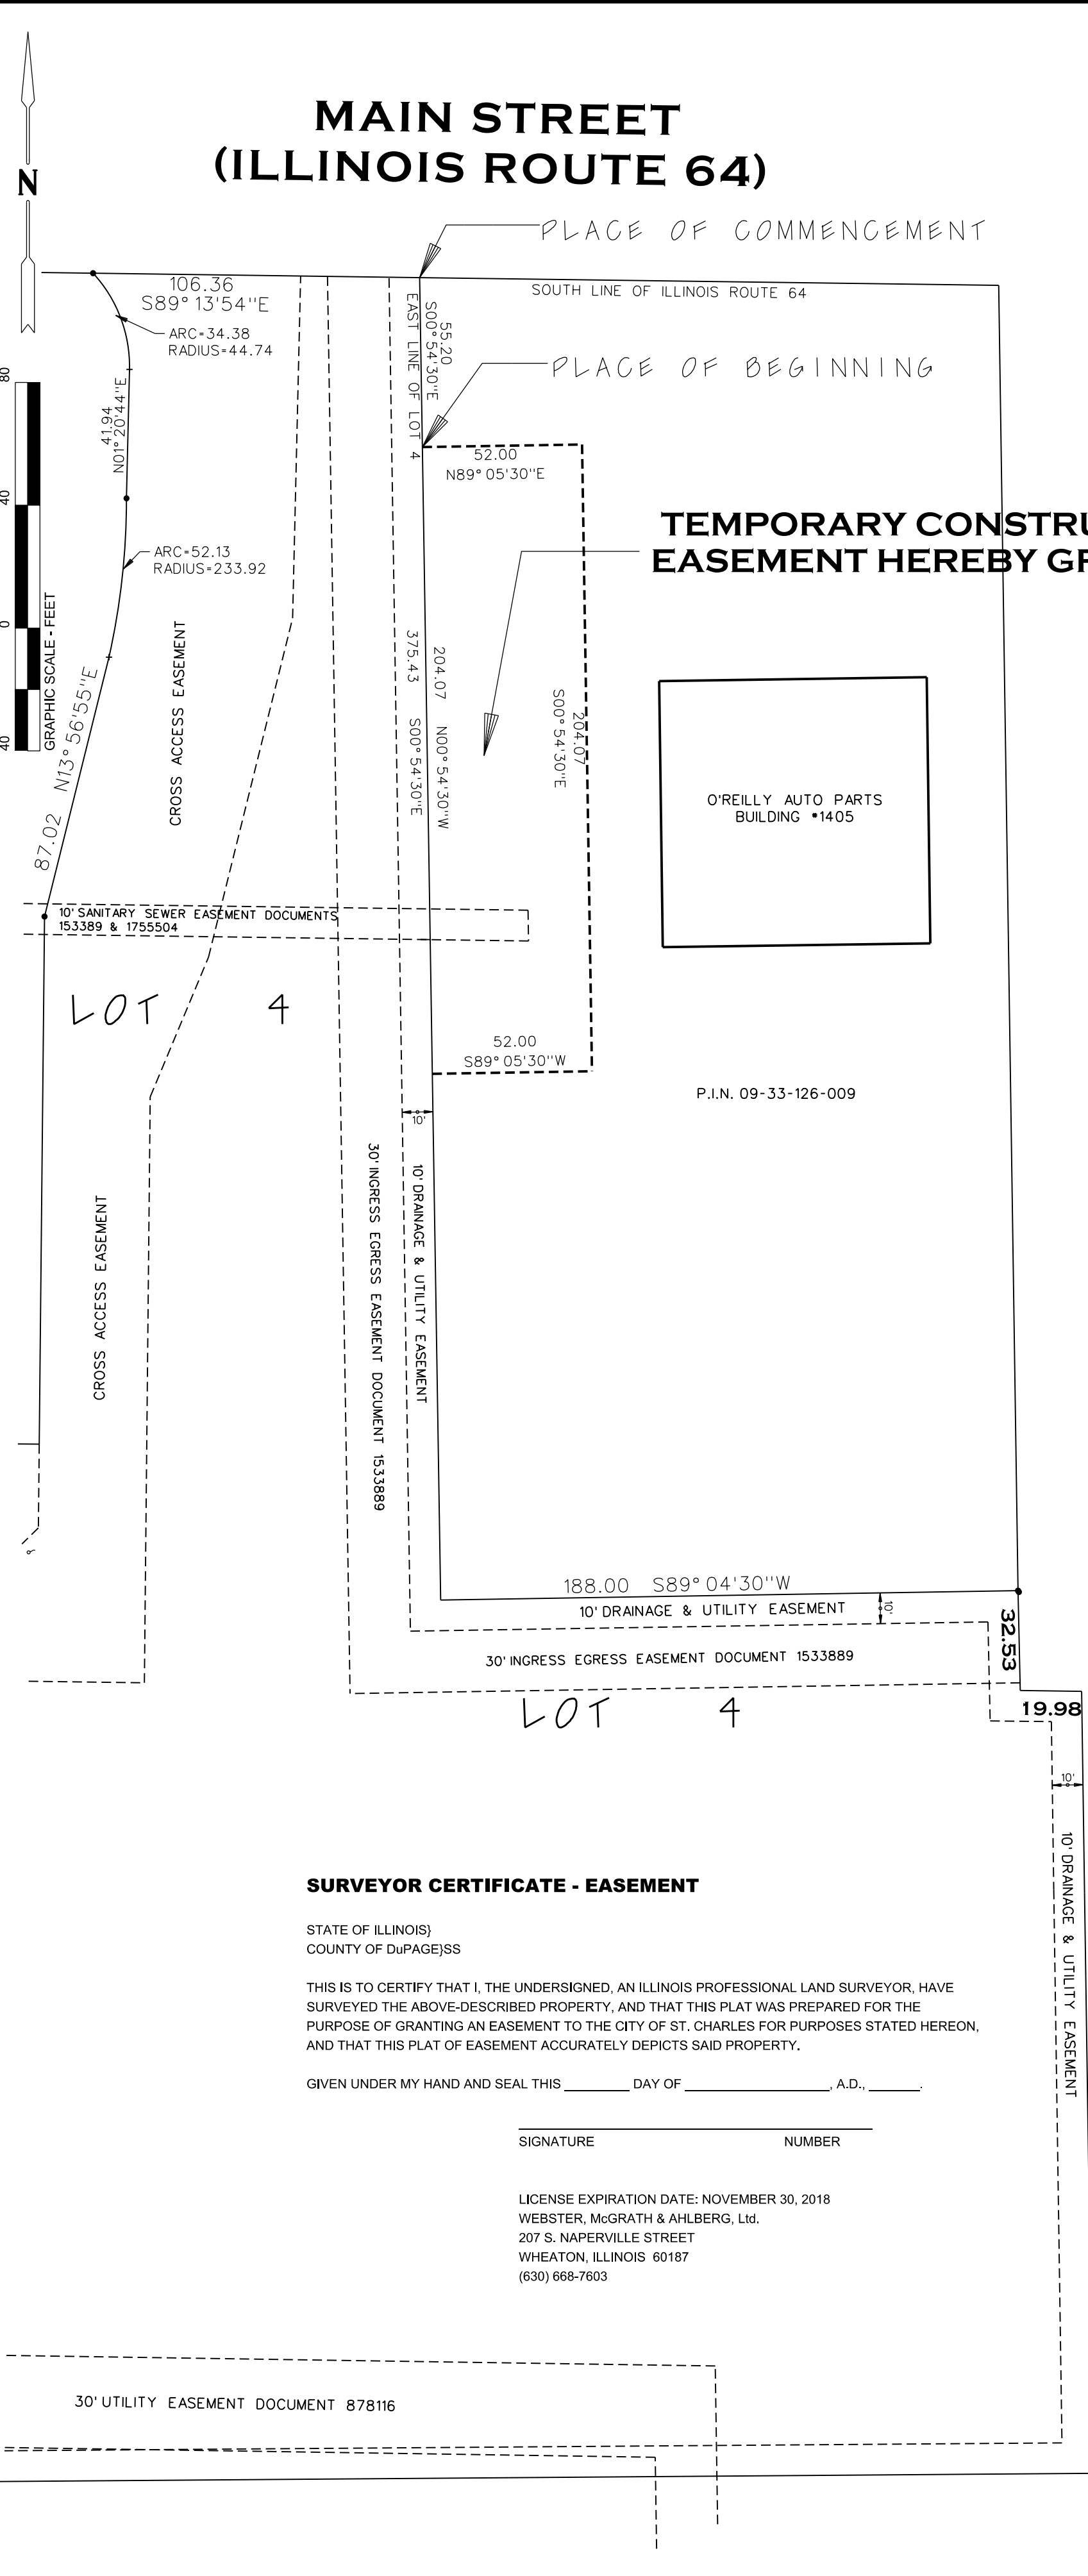 MAIN STREET
(ILLINOIS ROUTE 64)
N
PLACE OF COMMENCEMENT
106.36
S89°13'54"E
SOUTH LINE OF ILLINOIS ROUTE 64
ARC=34.38
RADIUS=44.74
55.20
S00°54'30"E
EAST LINE OF LOT 4
PLACE OF BEGINNING
41.94
N01°20'44"E
52.00
N89°05'30"E
TEMPORARY CONSTRU
EASEMENT HEREBY GR
ARC=52.13
RADIUS=233.92
80
40
0
40
GRAPHIC SCALE - FEET
87.02 N13°56'55"E
CROSS ACCESS EASEMENT
375.43 S00°54'30"E
204.07 N00°54'30"W
204.07
S00°54'30"E
O'REILLY AUTO PARTS
BUILDING #1405
10' SANITARY SEWER EASEMENT DOCUMENTS
153389 & 1755504
LOT 4
52.00
S89°05'30"W
P.I.N. 09-33-126-009
10'
CROSS ACCESS EASEMENT
30' INGRESS EGRESS EASEMENT DOCUMENT 1533889
10' DRAINAGE & UTILITY EASEMENT
188.00 S89°04'30"W
10' DRAINAGE & UTILITY EASEMENT
10'
30' INGRESS EGRESS EASEMENT DOCUMENT 1533889
32.53
LOT 4
19.98
10'
10' DRAINAGE & UTILITY EASEMENT
SURVEYOR CERTIFICATE - EASEMENT
STATE OF ILLINOIS}
COUNTY OF DuPAGE}SS
THIS IS TO CERTIFY THAT I, THE UNDERSIGNED, AN ILLINOIS PROFESSIONAL LAND SURVEYOR, HAVE
SURVEYED THE ABOVE-DESCRIBED PROPERTY, AND THAT THIS PLAT WAS PREPARED FOR THE
PURPOSE OF GRANTING AN EASEMENT TO THE CITY OF ST. CHARLES FOR PURPOSES STATED HEREON,
AND THAT THIS PLAT OF EASEMENT ACCURATELY DEPICTS SAID PROPERTY.
GIVEN UNDER MY HAND AND SEAL THIS ________ DAY OF __________________, A.D., ______.
SIGNATURE NUMBER
LICENSE EXPIRATION DATE: NOVEMBER 30, 2018
WEBSTER, McGRATH & AHLBERG, Ltd.
207 S. NAPERVILLE STREET
WHEATON, ILLINOIS 60187
(630) 668-7603
30' UTILITY EASEMENT DOCUMENT 878116